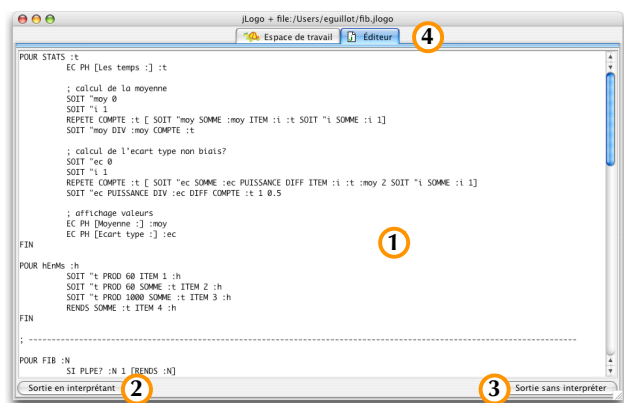 jLogo + file:/Users/eguillot/fib.jlogo
Espace de travail Éditeur 4
POUR STATS :t
EC PH [Les temps :] :t
; calcul de la moyenne
SOIT "moy 0
SOIT "i 1
REPETE COMPTE :t [ SOIT "moy SOMME :moy ITEM :i :t SOIT "i SOMME :i 1]
SOIT "moy DIV :moy COMPTE :t
; calcul de l'ecart type non biais?
SOIT "ec 0
SOIT "i 1
REPETE COMPTE :t [ SOIT "ec SOMME :ec PUISSANCE DIFF ITEM :i :t :moy 2 SOIT "i SOMME :i 1]
SOIT "ec PUISSANCE DIV :ec DIFF COMPTE :t 1 0.5
; affichage valeurs
EC PH [Moyenne :] :moy
EC PH [Ecart type :] :ec
1
FIN
POUR hEnMs :h
SOIT "t PROD 60 ITEM 1 :h
SOIT "t PROD 60 SOMME :t ITEM 2 :h
SOIT "t PROD 1000 SOMME :t ITEM 3 :h
RENDS SOMME :t ITEM 4 :h
FIN
; --------------------------------------------------------------------------------
POUR FIB :N
SI PLPE? :N 1 [RENDS :N]
Sortie en interprétant 2 3 Sortie sans interpréter